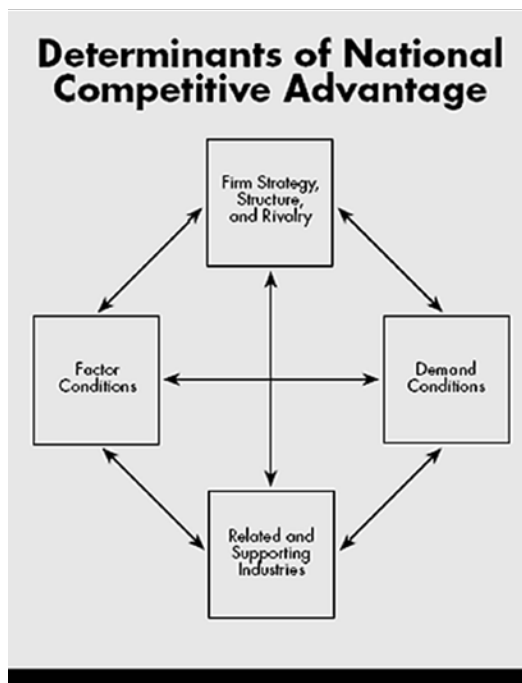 Determinants of National
Competitive Advantage
Firm Strategy,
Structure,
and Rivalry
Factor
Conditions
Demand
Conditions
Related and
Supporting
Industries